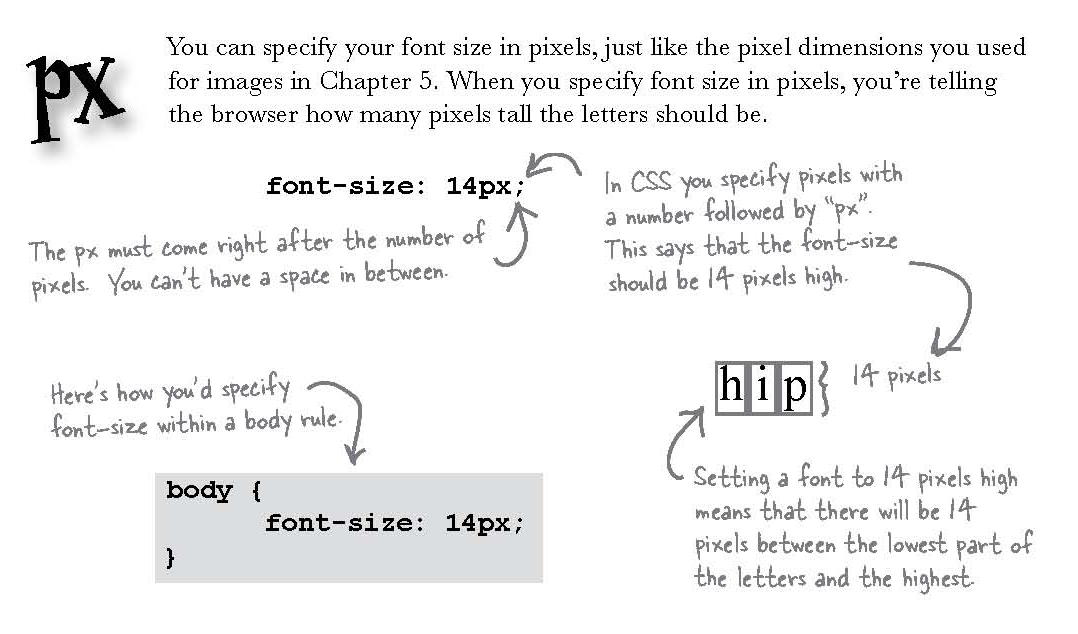 px
You can specify your font size in pixels, just like the pixel dimensions you used
for images in Chapter 5. When you specify font size in pixels, you're telling
the browser how many pixels tall the letters should be.
font-size: 14px;
In CSS you specify pixels with
a number followed by "px".
This says that the font-size
should be 14 pixels high.
The px must come right after the number of
pixels. You can't have a space in between.
hip
14 pixels
Here's how you'd specify
font-size within a body rule.
body {
font-size: 14px;
}
Setting a font to 14 pixels high
means that there will be 14
pixels between the lowest part of
the letters and the highest.